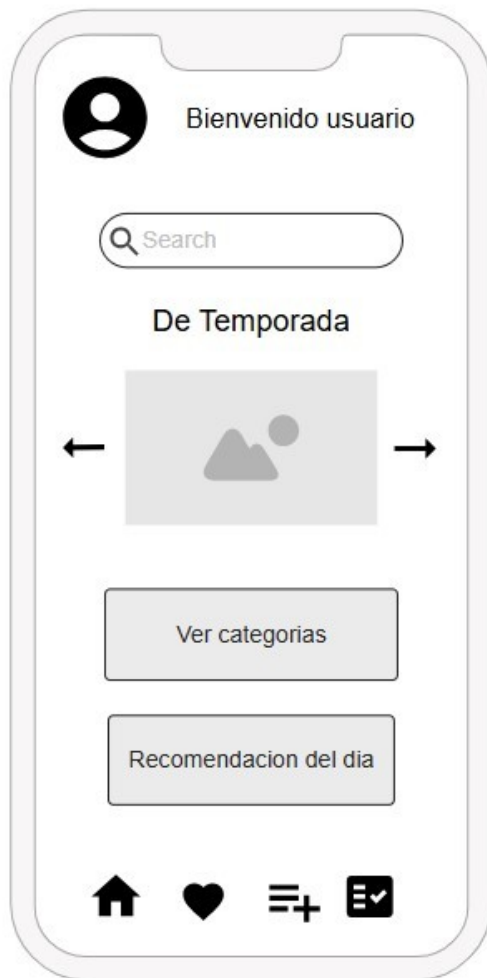 Bienvenido usuario
Search
De Temporada
Ver categorias
Recomendacion del dia